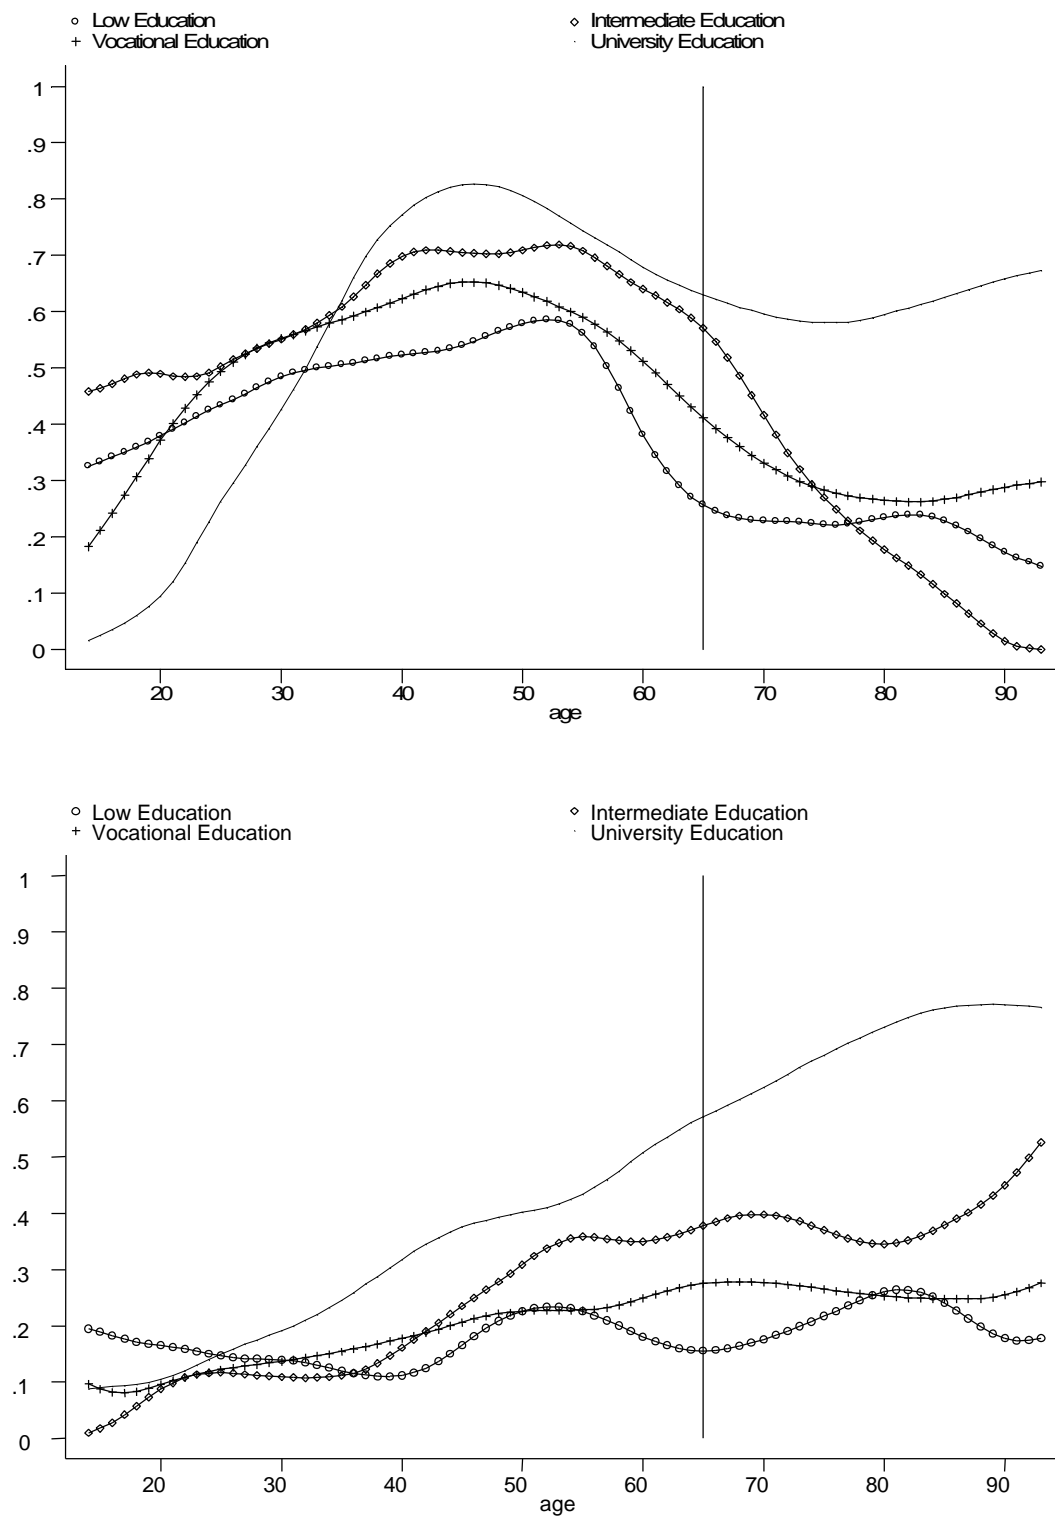 Low Education Intermediate Education
Vocational Education University Education
1
.9
.8
.7
.6
.5
.4
.3
.2
.1
0
20 30 40 50 60 70 80 90
age
Low Education Intermediate Education
Vocational Education University Education
1
.9
.8
.7
.6
.5
.4
.3
.2
.1
0
20 30 40 50 60 70 80 90
age